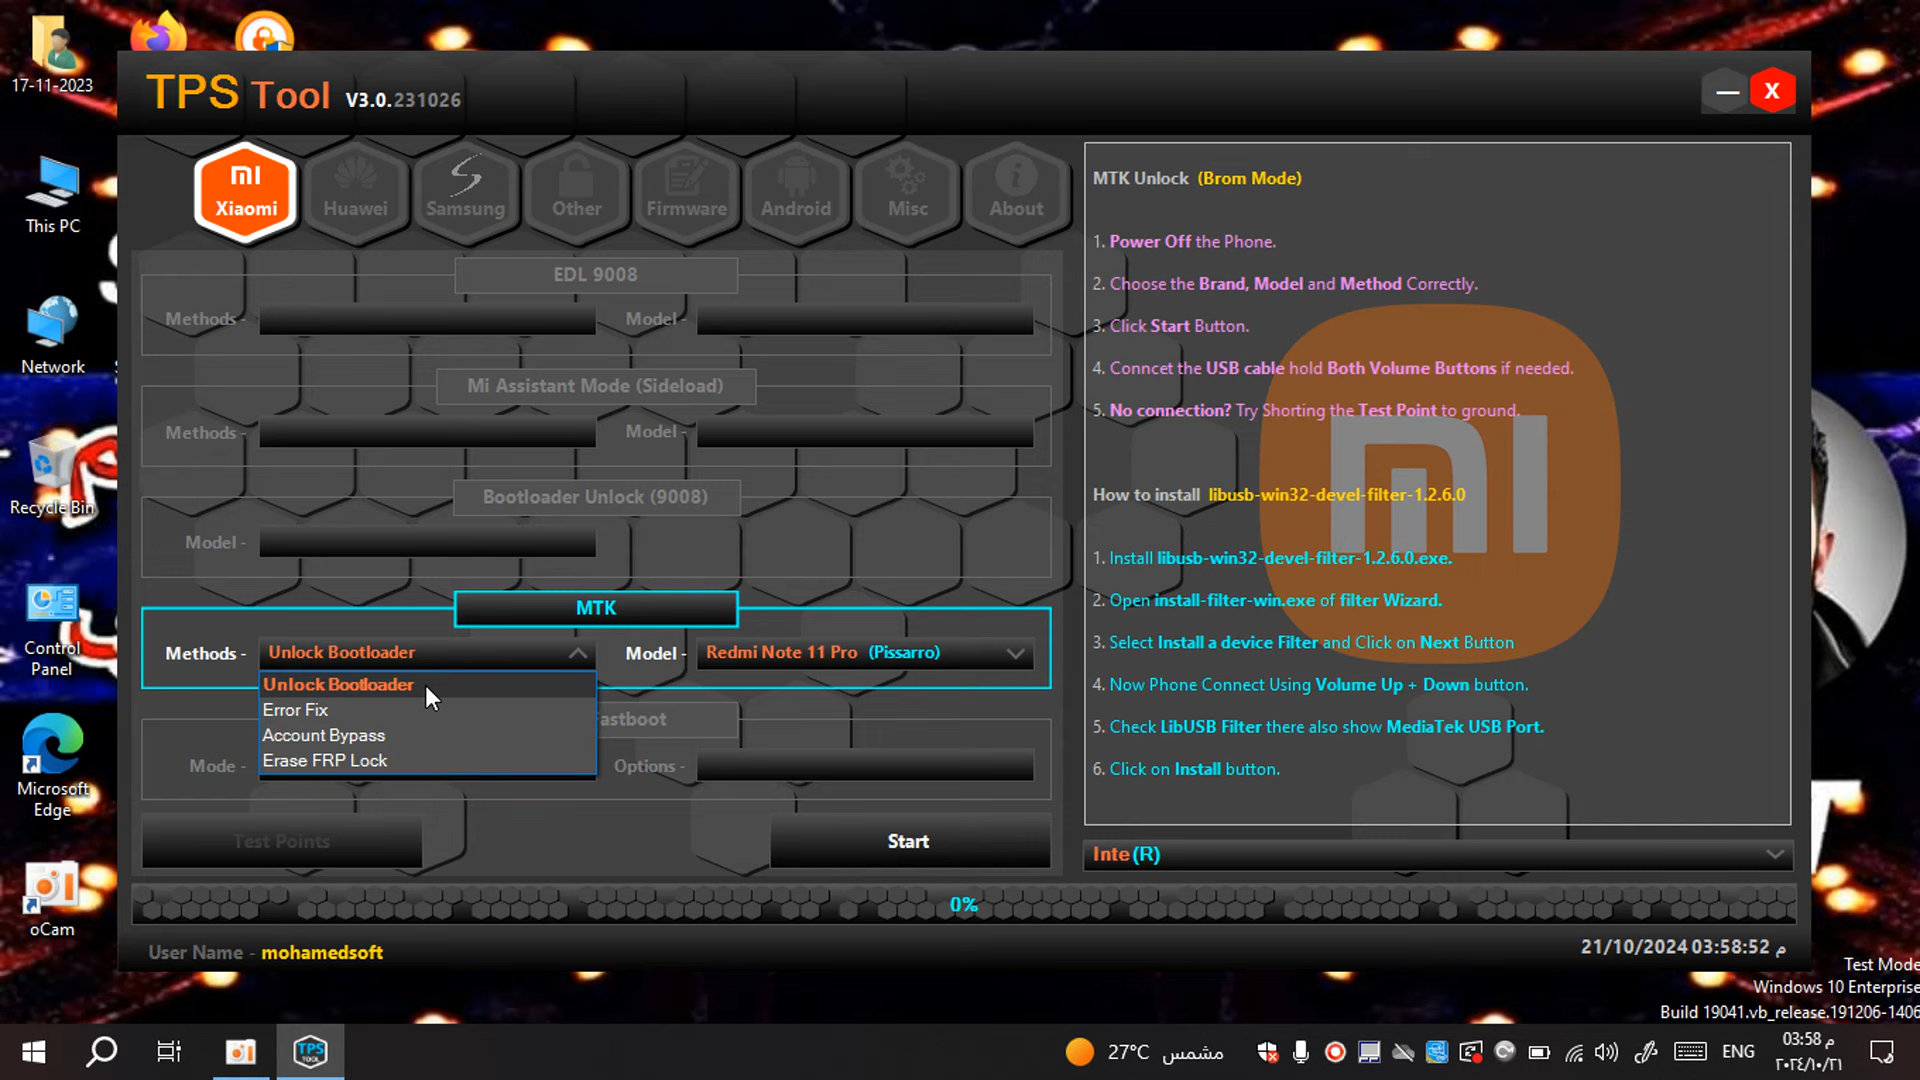 17-11-2023
This PC
Network
Recycle Bin
Control
Panel
Microsoft
Edge
oCam
TPS Tool V3.0.231026
X
Xiaomi
Huawei
Samsung
Other
Firmware
Android
Misc
About
EDL 9008
Methods -
Model -
Mi Assistant Mode (Sideload)
Methods -
Model -
Bootloader Unlock (9008)
Model -
MTK
Methods - Unlock Bootloader
Model - Redmi Note 11 Pro (Pissarro)
Unlock Bootloader
Error Fix
Account Bypass
Erase FRP Lock
astboot
Mode -
Options -
Test Points
Start
MTK Unlock (Brom Mode)
1. Power Off the Phone.
2. Choose the Brand, Model and Method Correctly.
3. Click Start Button.
4. Conncet the USB cable hold Both Volume Buttons if needed.
5. No connection? Try Shorting the Test Point to ground.
How to install libusb-win32-devel-filter-1.2.6.0
1. Install libusb-win32-devel-filter-1.2.6.0.exe.
2. Open install-filter-win.exe of filter Wizard.
3. Select Install a device Filter and Click on Next Button
4. Now Phone Connect Using Volume Up + Down button.
5. Check LibUSB Filter there also show MediaTek USB Port.
6. Click on Install button.
Inte(R)
0%
User Name - mohamedsoft
21/10/2024 03:58:52 م
Test Mode
Windows 10 Enterprise
Build 19041.vb_release.191206-1406
TPS
TOOL
27°C مشمس
ENG
03:58 م
٢٠٢٤/١٠/٢١